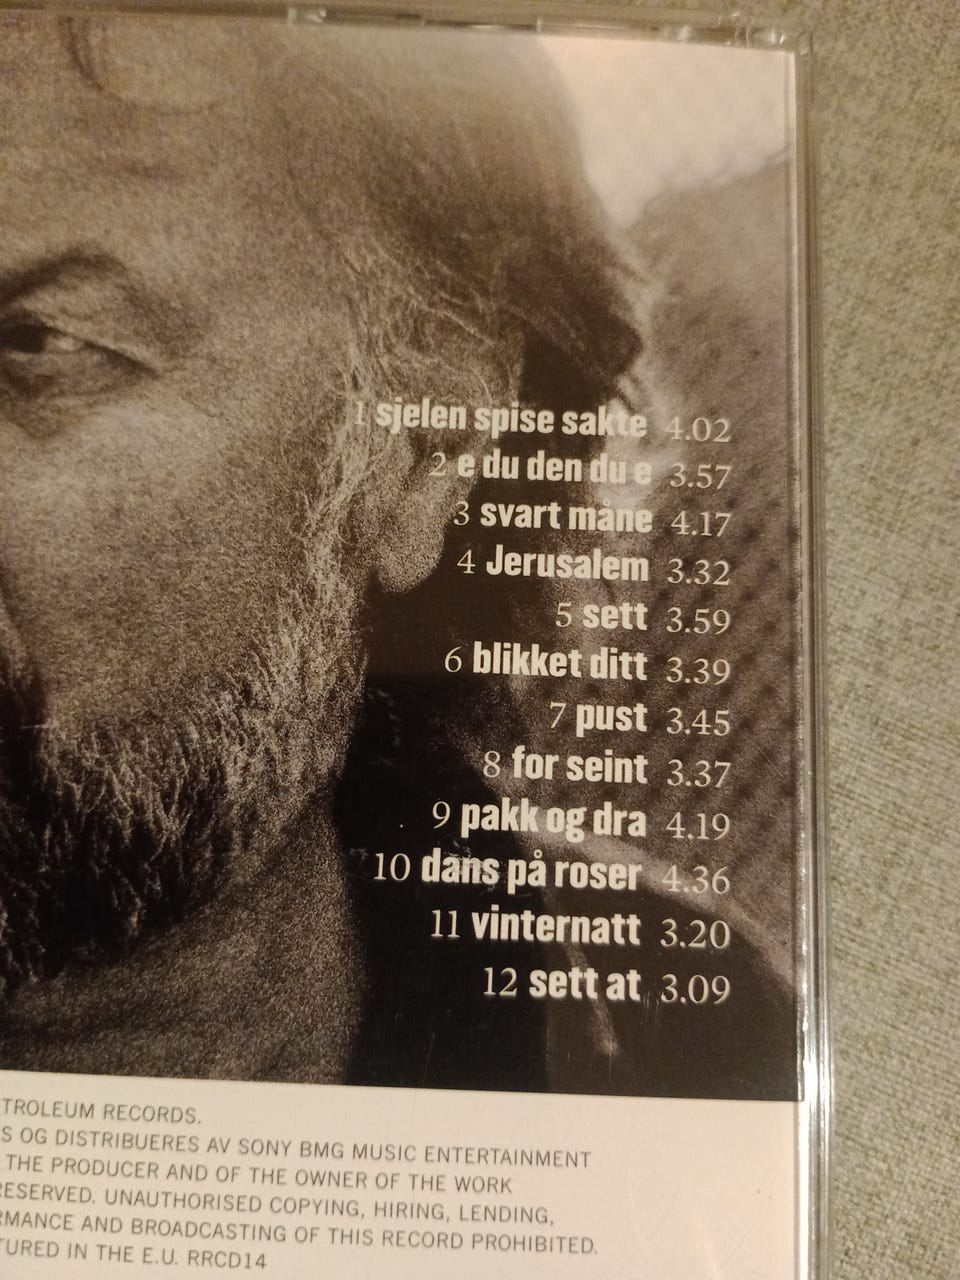 1 sjelen spise sakte 4.02
2 e du den du e 3.57
3 svart måne 4.17
4 Jerusalem 3.32
5 sett 3.59
6 blikket ditt 3.39
7 pust 3.45
8 for seint 3.37
9 pakk og dra 4.19
10 dans på roser 4.36
11 vinternatt 3.20
12 sett at 3.09
TROLEUM RECORDS.
S OG DISTRIBUERES AV SONY BMG MUSIC ENTERTAINMENT
THE PRODUCER AND OF THE OWNER OF THE WORK
RESERVED. UNAUTHORISED COPYING, HIRING, LENDING,
RMANCE AND BROADCASTING OF THIS RECORD PROHIBITED.
TURED IN THE E.U. RRCD14